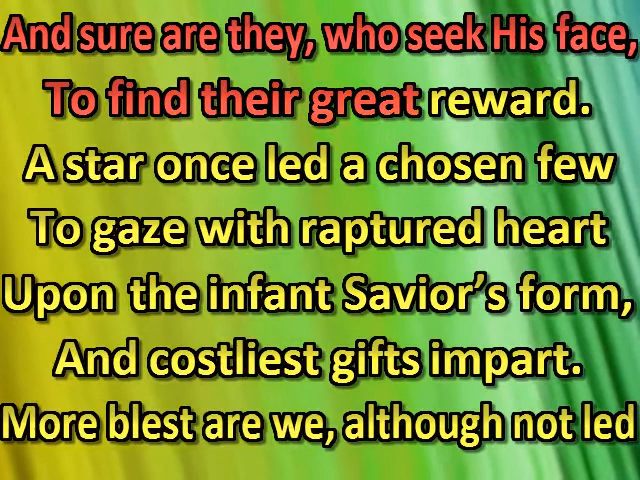 And sure are they, who seek His face,
To find their great reward.
A star once led a chosen few
To gaze with raptured heart
Upon the infant Savior’s form,
And costliest gifts impart.
More blest are we, although not led